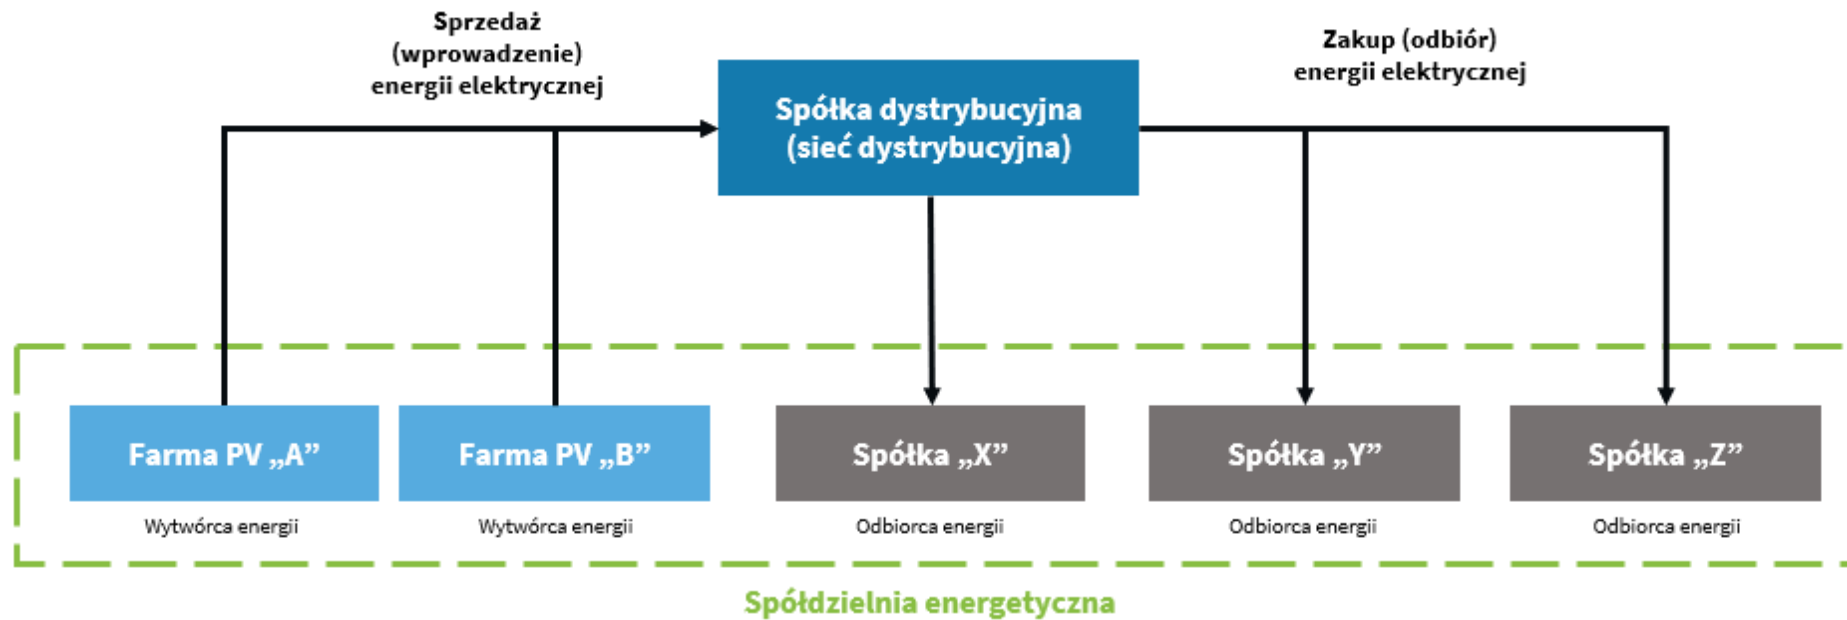 Sprzedaż
(wprowadzenie)
energii elektrycznej
Zakup (odbiór)
energii elektrycznej
Spółka dystrybucyjna
(sieć dystrybucyjna)
Farma PV „A”
Farma PV „B”
Spółka „X”
Spółka „Y”
Spółka „Z”
Wytwórca energii
Wytwórca energii
Odbiorca energii
Odbiorca energii
Odbiorca energii
Spółdzielnia energetyczna